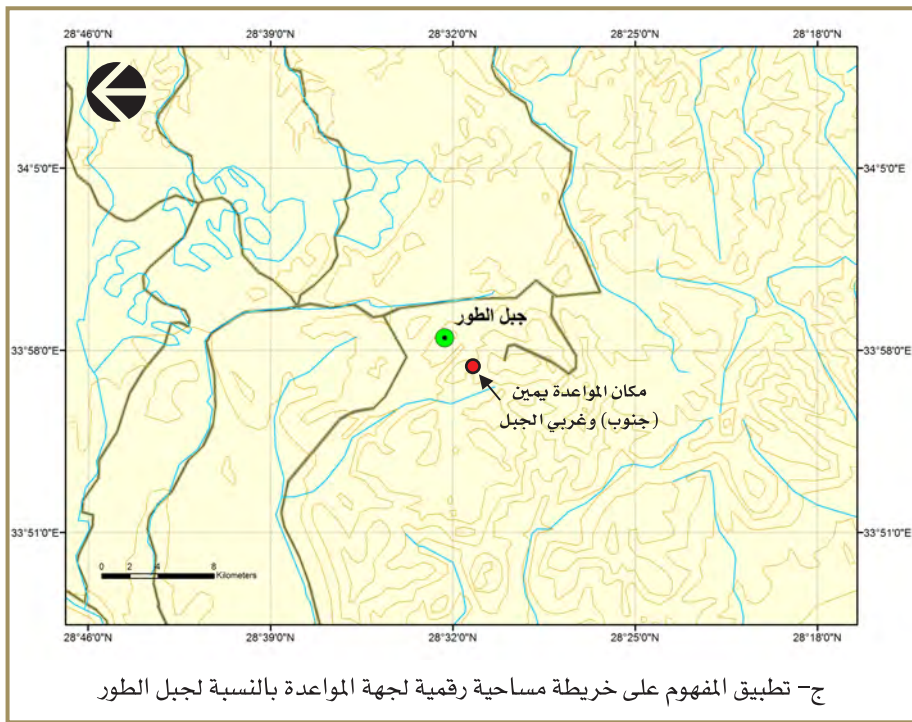 28°46'0"N 28°39'0"N 28°32'0"N 28°25'0"N 28°18'0"N
34°5'0"E 34°5'0"E
جبل الطور
33°58'0"E 33°58'0"E
مكان المواعدة يمين
(جنوب) وغربي الجبل
33°51'0"E 33°51'0"E
0 2 4 8
Kilometers
28°46'0"N 28°39'0"N 28°32'0"N 28°25'0"N 28°18'0"N
ج- تطبيق المفهوم على خريطة مساحية رقمية لجهة المواعدة بالنسبة لجبل الطور